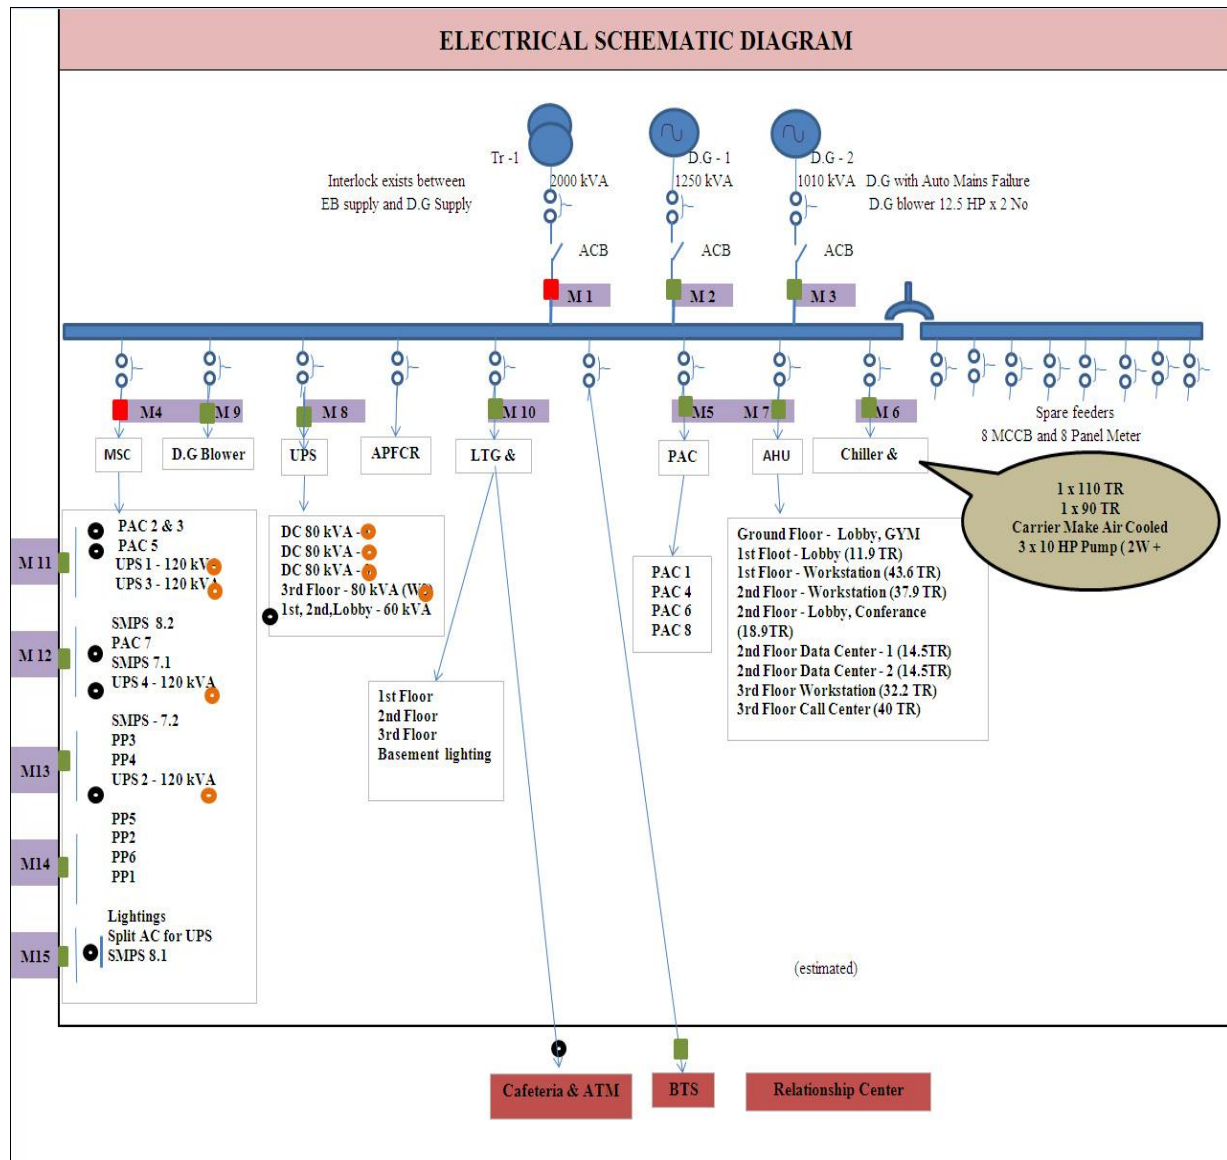 ELECTRICAL SCHEMATIC DIAGRAM
Tr -1
D.G - 1
D.G - 2
Interlock exists between
EB supply and D.G Supply
2000 kVA
1250 kVA
1010 kVA
D.G with Auto Mains Failure
D.G blower 12.5 HP x 2 No
ACB
ACB
ACB
M 1
M 2
M 3
M4
M 9
M 8
M 10
M5
M 7
M 6
Spare feeders
8 MCCB and 8 Panel Meter
MSC
D.G Blower
UPS
APFCR
LTG &
PAC
AHU
Chiller &
1 x 110 TR
1 x 90 TR
Carrier Make Air Cooled
3 x 10 HP Pump ( 2W +
M 11
PAC 2 & 3
PAC 5
UPS 1 - 120 kVA
UPS 3 - 120 kVA
M 12
SMPS 8.2
PAC 7
SMPS 7.1
UPS 4 - 120 kVA
M13
SMPS - 7.2
PP3
PP4
UPS 2 - 120 kVA
M14
PP5
PP2
PP6
PP1
M15
Lightings
Split AC for UPS
SMPS 8.1
DC 80 kVA -
DC 80 kVA -
DC 80 kVA -
3rd Floor - 80 kVA (W
1st, 2nd,Lobby - 60 kVA
1st Floor
2nd Floor
3rd Floor
Basement lighting
PAC 1
PAC 4
PAC 6
PAC 8
Ground Floor - Lobby, GYM
1st Floot - Lobby (11.9 TR)
1st Floor - Workstation (43.6 TR)
2nd Floor - Workstation (37.9 TR)
2nd Floor - Lobby, Conferance
(18.9TR)
2nd Floor Data Center - 1 (14.5TR)
2nd Floor Data Center - 2 (14.5TR)
3rd Floor Workstation (32.2 TR)
3rd Floor Call Center (40 TR)
(estimated)
Cafeteria & ATM
BTS
Relationship Center